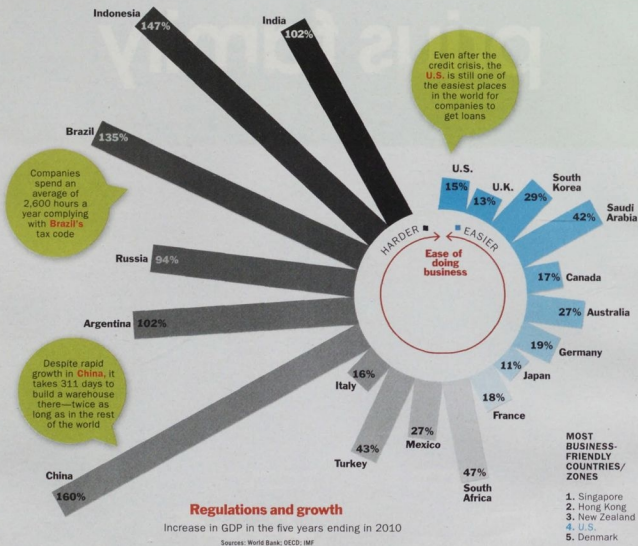 Indonesia
147%
India
102%
Even after the
credit crisis, the
U.S. is still one of
the easiest places
in the world for
companies to
get loans
Brazil
135%
Companies
spend an
average of
2,600 hours a
year complying
with Brazil's
tax code
Russia
94%
Argentina
102%
Despite rapid
growth in China, it
takes 311 days to
build a warehouse
there—twice as
long as in the rest
of the world
China
160%
U.S.
15%
U.K.
13%
South
Korea
29%
Saudi
Arabia
42%
Canada
17%
Australia
27%
Germany
19%
Japan
11%
France
18%
South
Africa
47%
Mexico
27%
Turkey
43%
Italy
16%
HARDER
EASIER
Ease of
doing
business
Regulations and growth
Increase in GDP in the five years ending in 2010
Sources: World Bank; OECD; IMF
MOST
BUSINESS-
FRIENDLY
COUNTRIES/
ZONES
1. Singapore
2. Hong Kong
3. New Zealand
4. U.S.
5. Denmark